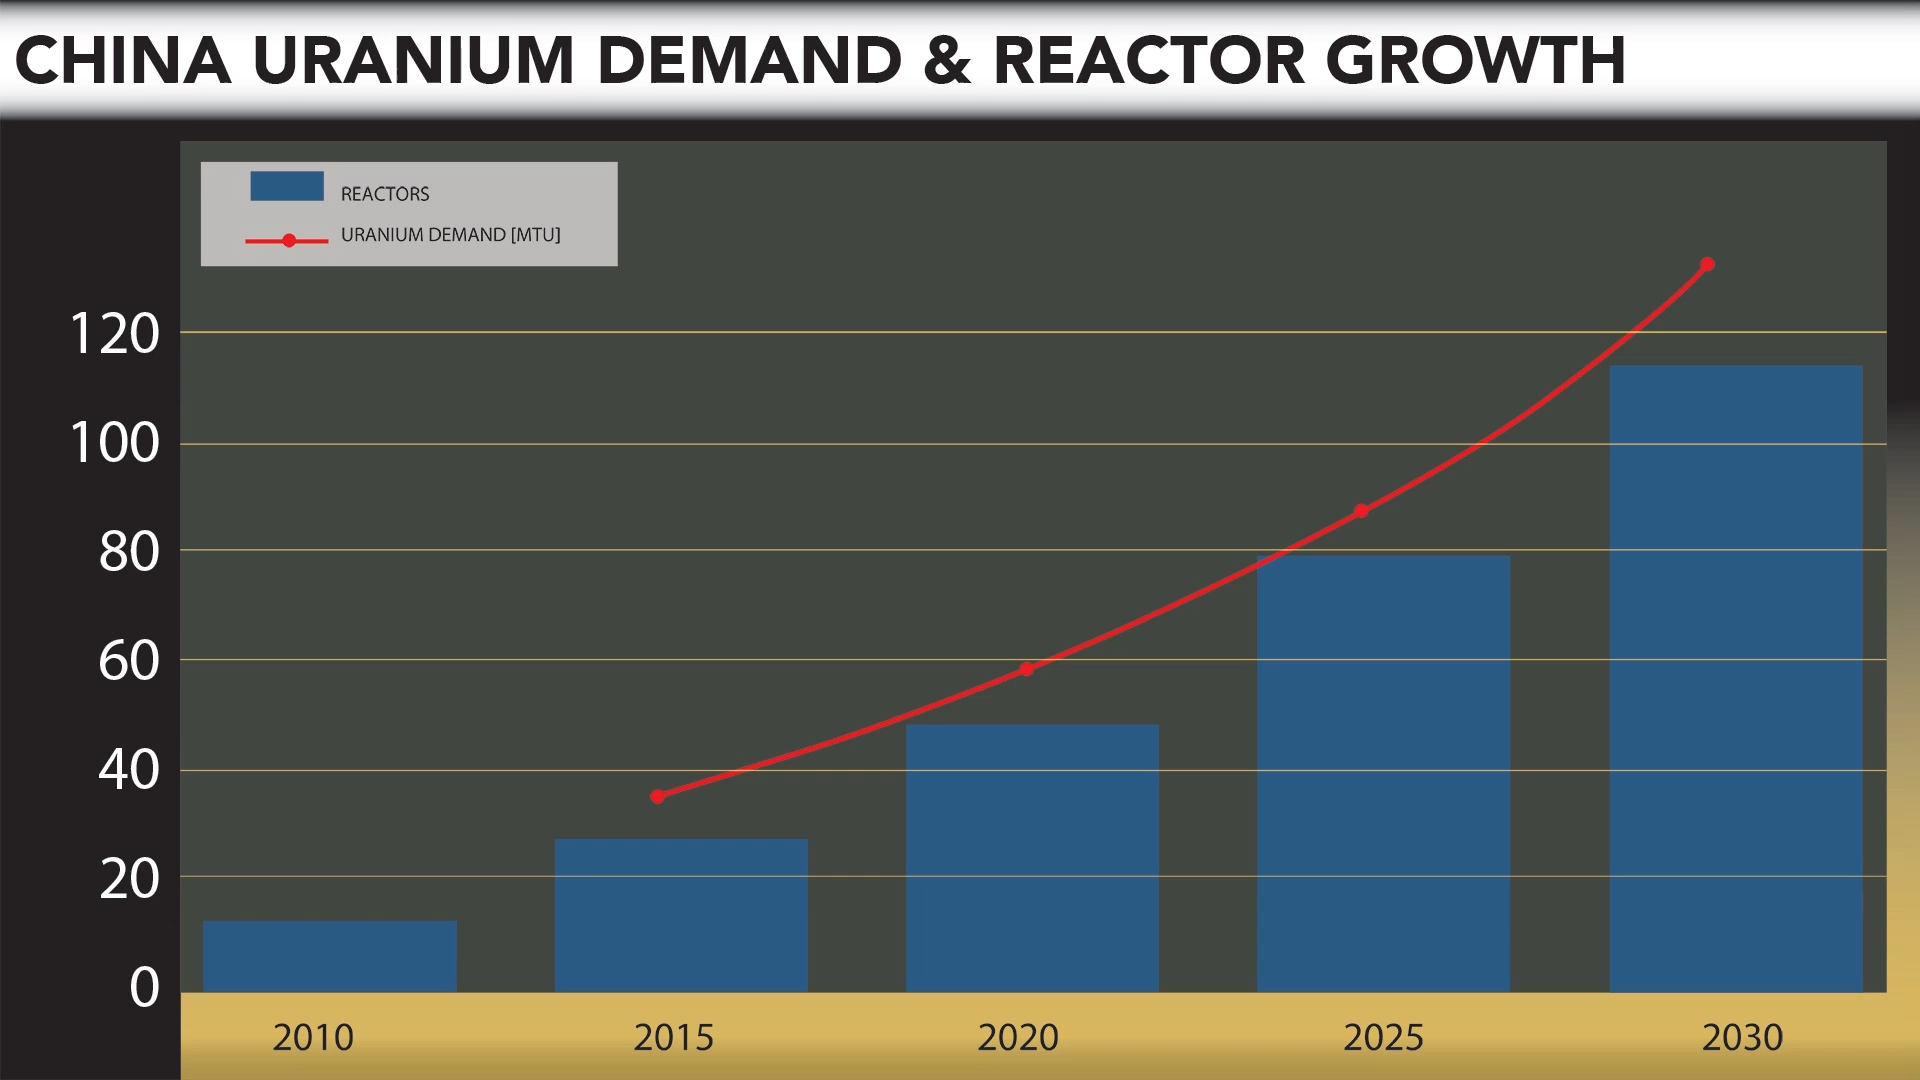 CHINA URANIUM DEMAND & REACTOR GROWTH
REACTORS
URANIUM DEMAND [MTU]
120
100
80
60
40
20
0
2010 2015 2020 2025 2030